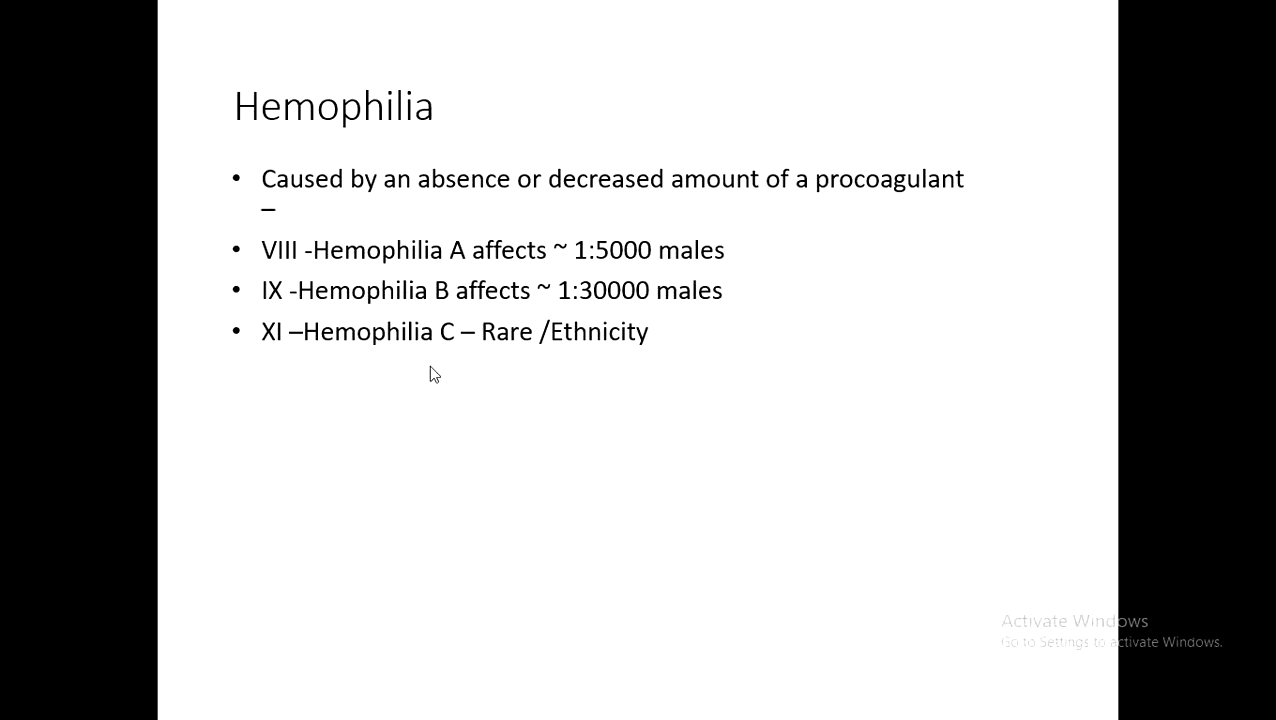 Hemophilia
• Caused by an absence or decreased amount of a procoagulant
–
• VIII -Hemophilia A affects ~ 1:5000 males
• IX -Hemophilia B affects ~ 1:30000 males
• XI –Hemophilia C – Rare /Ethnicity
Activate Windows
Go to Settings to activate Windows.